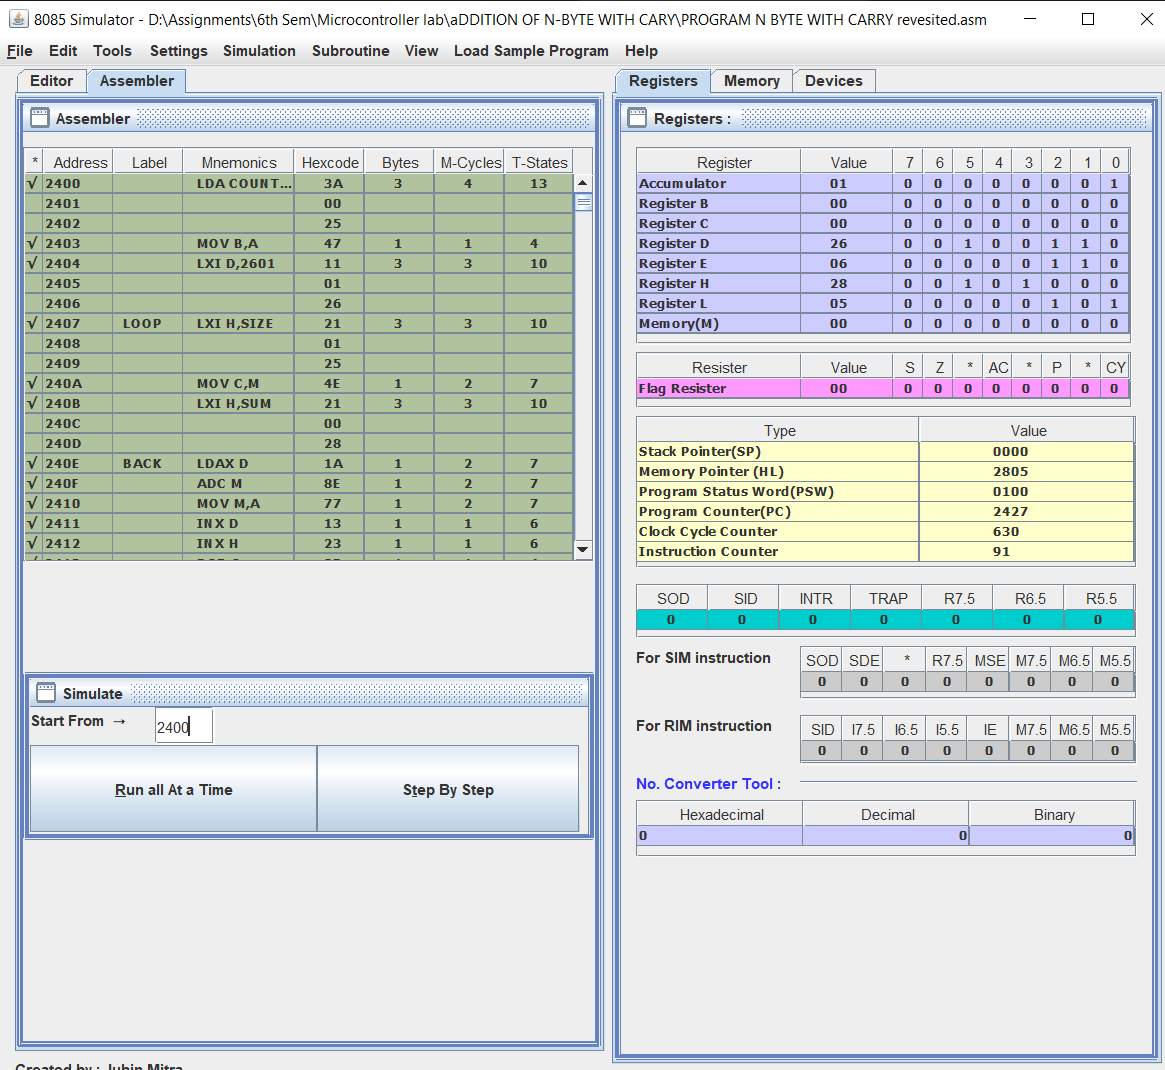 8085 Simulator - D:\Assignments\6th Sem\Microcontroller lab\aDDITION OF N-BYTE WITH CARY\PROGRAM N BYTE WITH CARRY revesited.asm
File Edit Tools Settings Simulation Subroutine View Load Sample Program Help
Editor Assembler
Assembler
* Address Label Mnemonics Hexcode Bytes M-Cycles T-States
√ 2400 LDA COUNT... 3A 3 4 13
2401 00
2402 25
√ 2403 MOV B,A 47 1 1 4
√ 2404 LXI D,2601 11 3 3 10
2405 01
2406 26
√ 2407 LOOP LXI H,SIZE 21 3 3 10
2408 01
2409 25
√ 240A MOV C,M 4E 1 2 7
√ 240B LXI H,SUM 21 3 3 10
240C 00
240D 28
√ 240E BACK LDAX D 1A 1 2 7
√ 240F ADC M 8E 1 2 7
√ 2410 MOV M,A 77 1 2 7
√ 2411 INX D 13 1 1 6
√ 2412 INX H 23 1 1 6
Simulate
Start From → 2400
Run all At a Time Step By Step
Created by : Jubin Mitra
Registers Memory Devices
Registers :
Register Value 7 6 5 4 3 2 1 0
Accumulator 01 0 0 0 0 0 0 0 1
Register B 00 0 0 0 0 0 0 0 0
Register C 00 0 0 0 0 0 0 0 0
Register D 26 0 0 1 0 0 1 1 0
Register E 06 0 0 0 0 0 1 1 0
Register H 28 0 0 1 0 1 0 0 0
Register L 05 0 0 0 0 0 1 0 1
Memory(M) 00 0 0 0 0 0 0 0 0
Resister Value S Z * AC * P * CY
Flag Resister 00 0 0 0 0 0 0 0 0
Type Value
Stack Pointer(SP) 0000
Memory Pointer (HL) 2805
Program Status Word(PSW) 0100
Program Counter(PC) 2427
Clock Cycle Counter 630
Instruction Counter 91
SOD SID INTR TRAP R7.5 R6.5 R5.5
0 0 0 0 0 0 0
For SIM instruction
SOD SDE * R7.5 MSE M7.5 M6.5 M5.5
0 0 0 0 0 0 0 0
For RIM instruction
SID I7.5 I6.5 I5.5 IE M7.5 M6.5 M5.5
0 0 0 0 0 0 0 0
No. Converter Tool :
Hexadecimal Decimal Binary
0 0 0